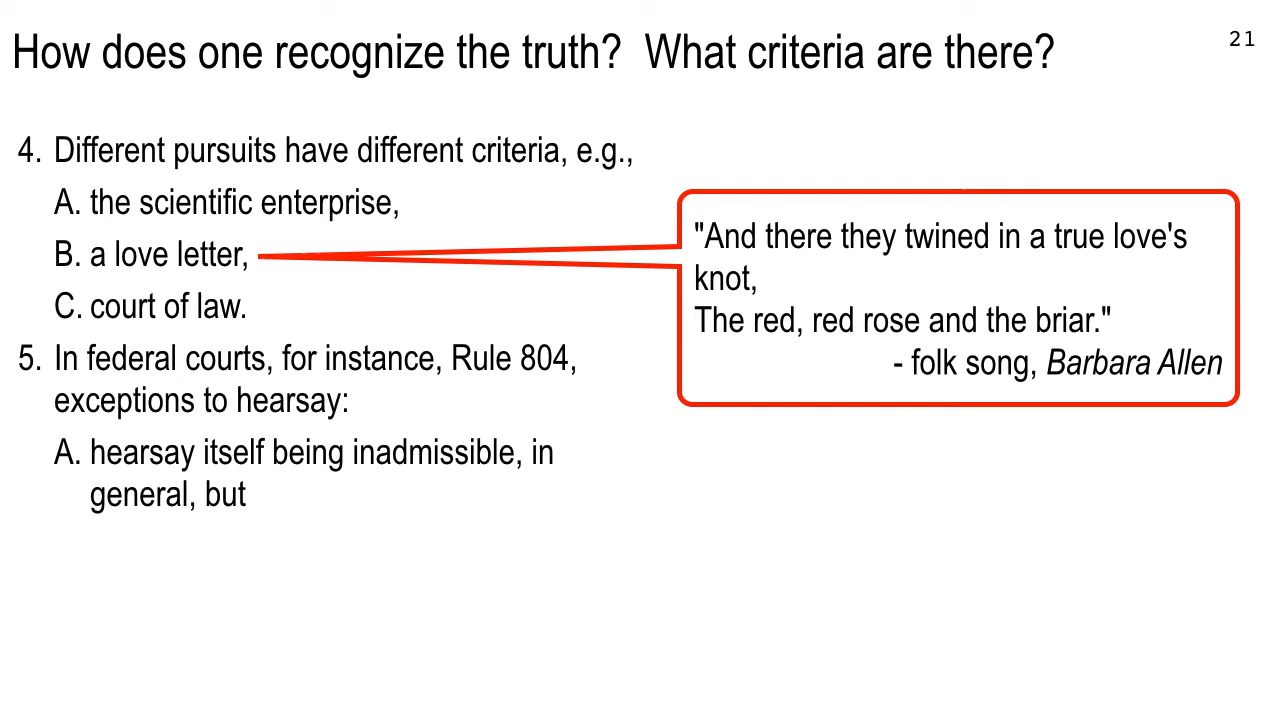 How does one recognize the truth?  What criteria are there?
21
4. Different pursuits have different criteria, e.g.,
A. the scientific enterprise,
B. a love letter,
C. court of law.
5. In federal courts, for instance, Rule 804,
exceptions to hearsay:
A. hearsay itself being inadmissible, in
general, but
"And there they twined in a true love's
knot,
The red, red rose and the briar."
- folk song, Barbara Allen